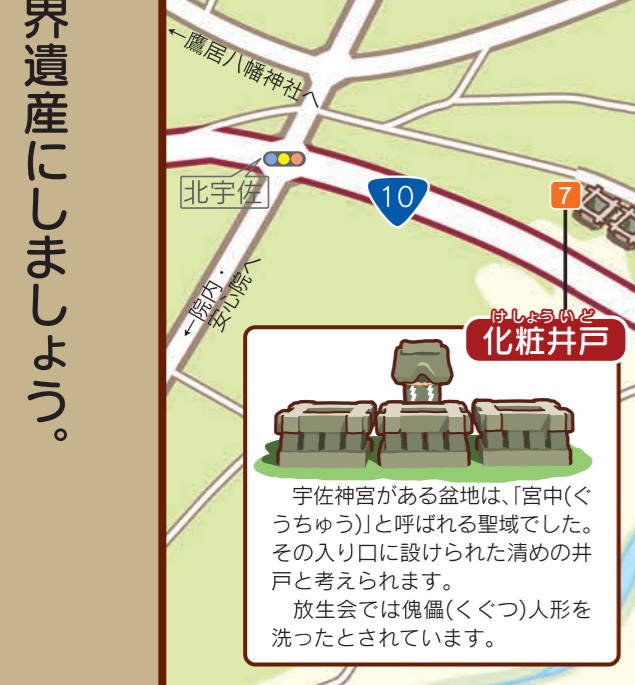 界遺産にしましょう。
←鷹居八幡神社へ
北宇佐
10
7
←院内・
安心院へ
けしょういど
化粧井戸
宇佐神宮がある盆地は、「宮中(ぐ
うちゅう)」と呼ばれる聖域でした。
その入り口に設けられた清めの井
戸と考えられます。
放生会では傀儡(くぐつ)人形を
洗ったとされています。